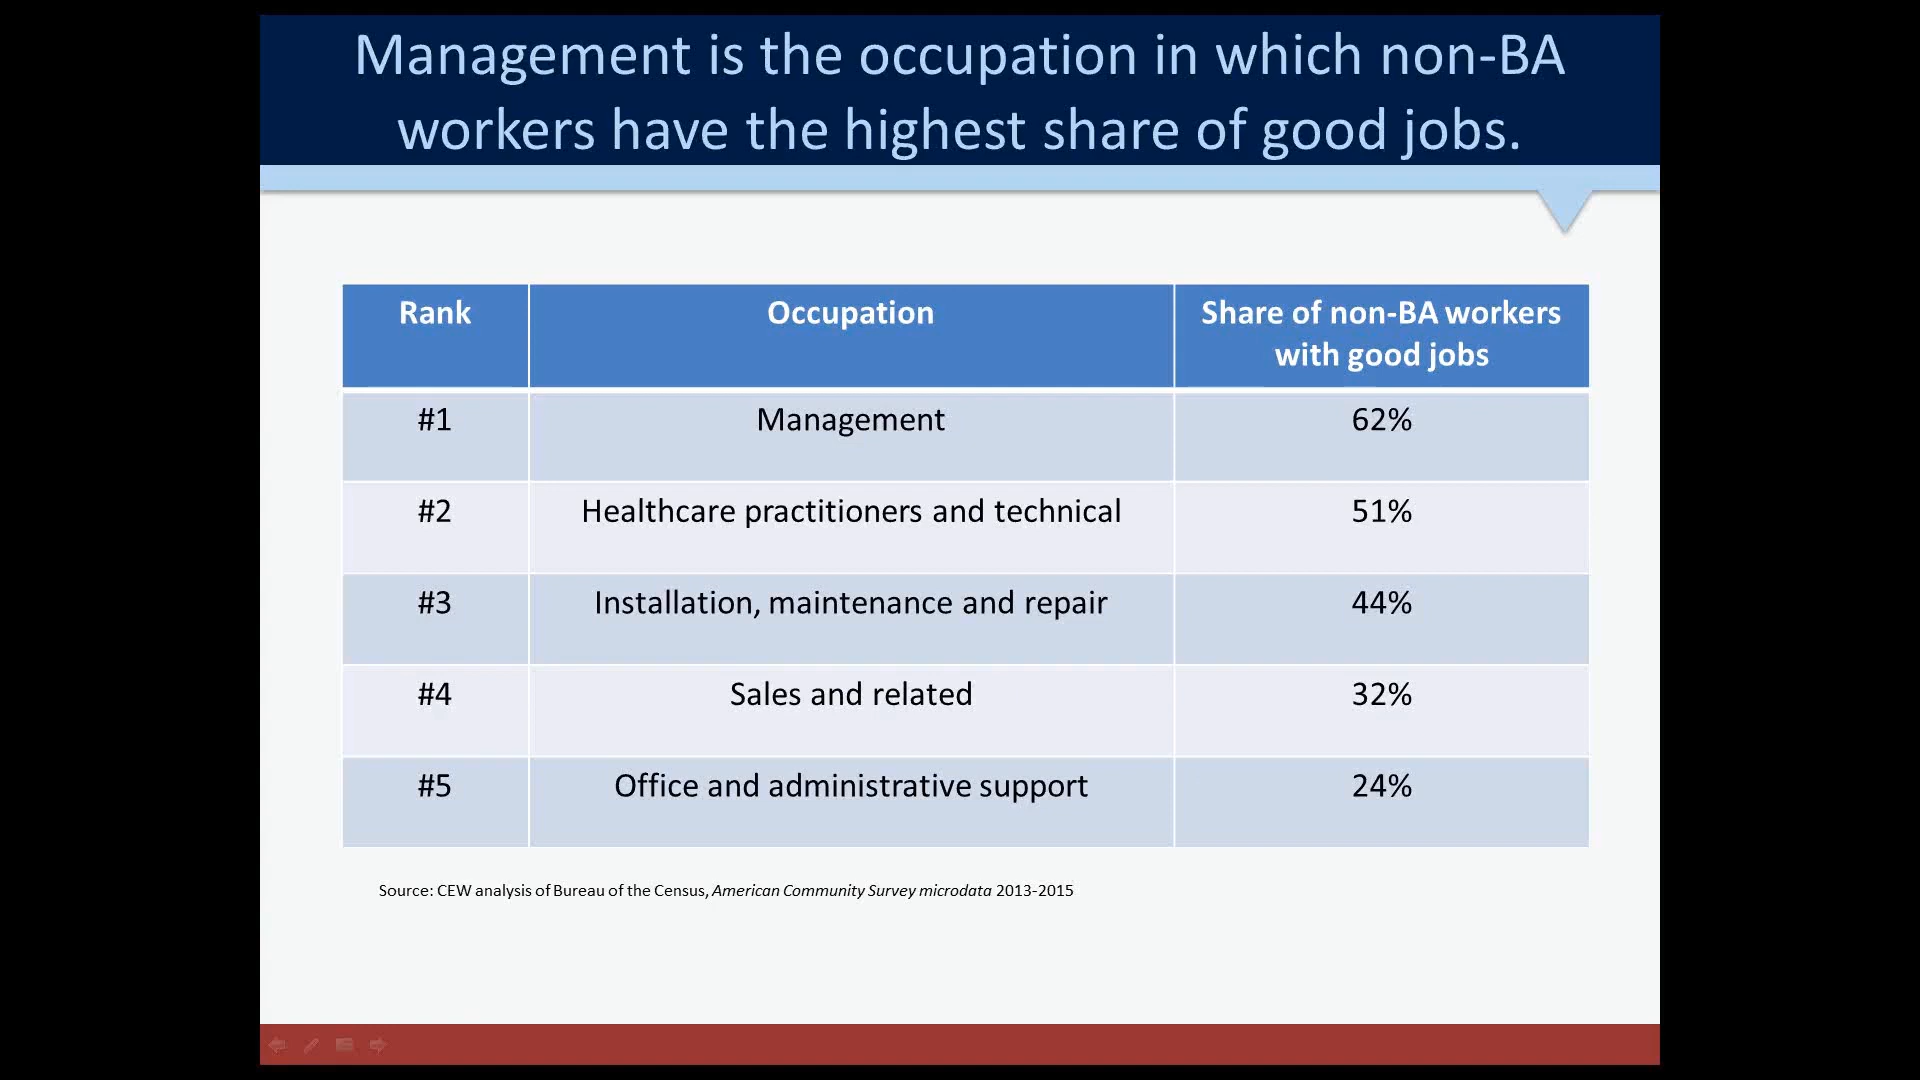 Management is the occupation in which non-BA
workers have the highest share of good jobs.
Rank Occupation Share of non-BA workers
with good jobs
#1 Management 62%
#2 Healthcare practitioners and technical 51%
#3 Installation, maintenance and repair 44%
#4 Sales and related 32%
#5 Office and administrative support 24%
Source: CEW analysis of Bureau of the Census, American Community Survey microdata 2013-2015